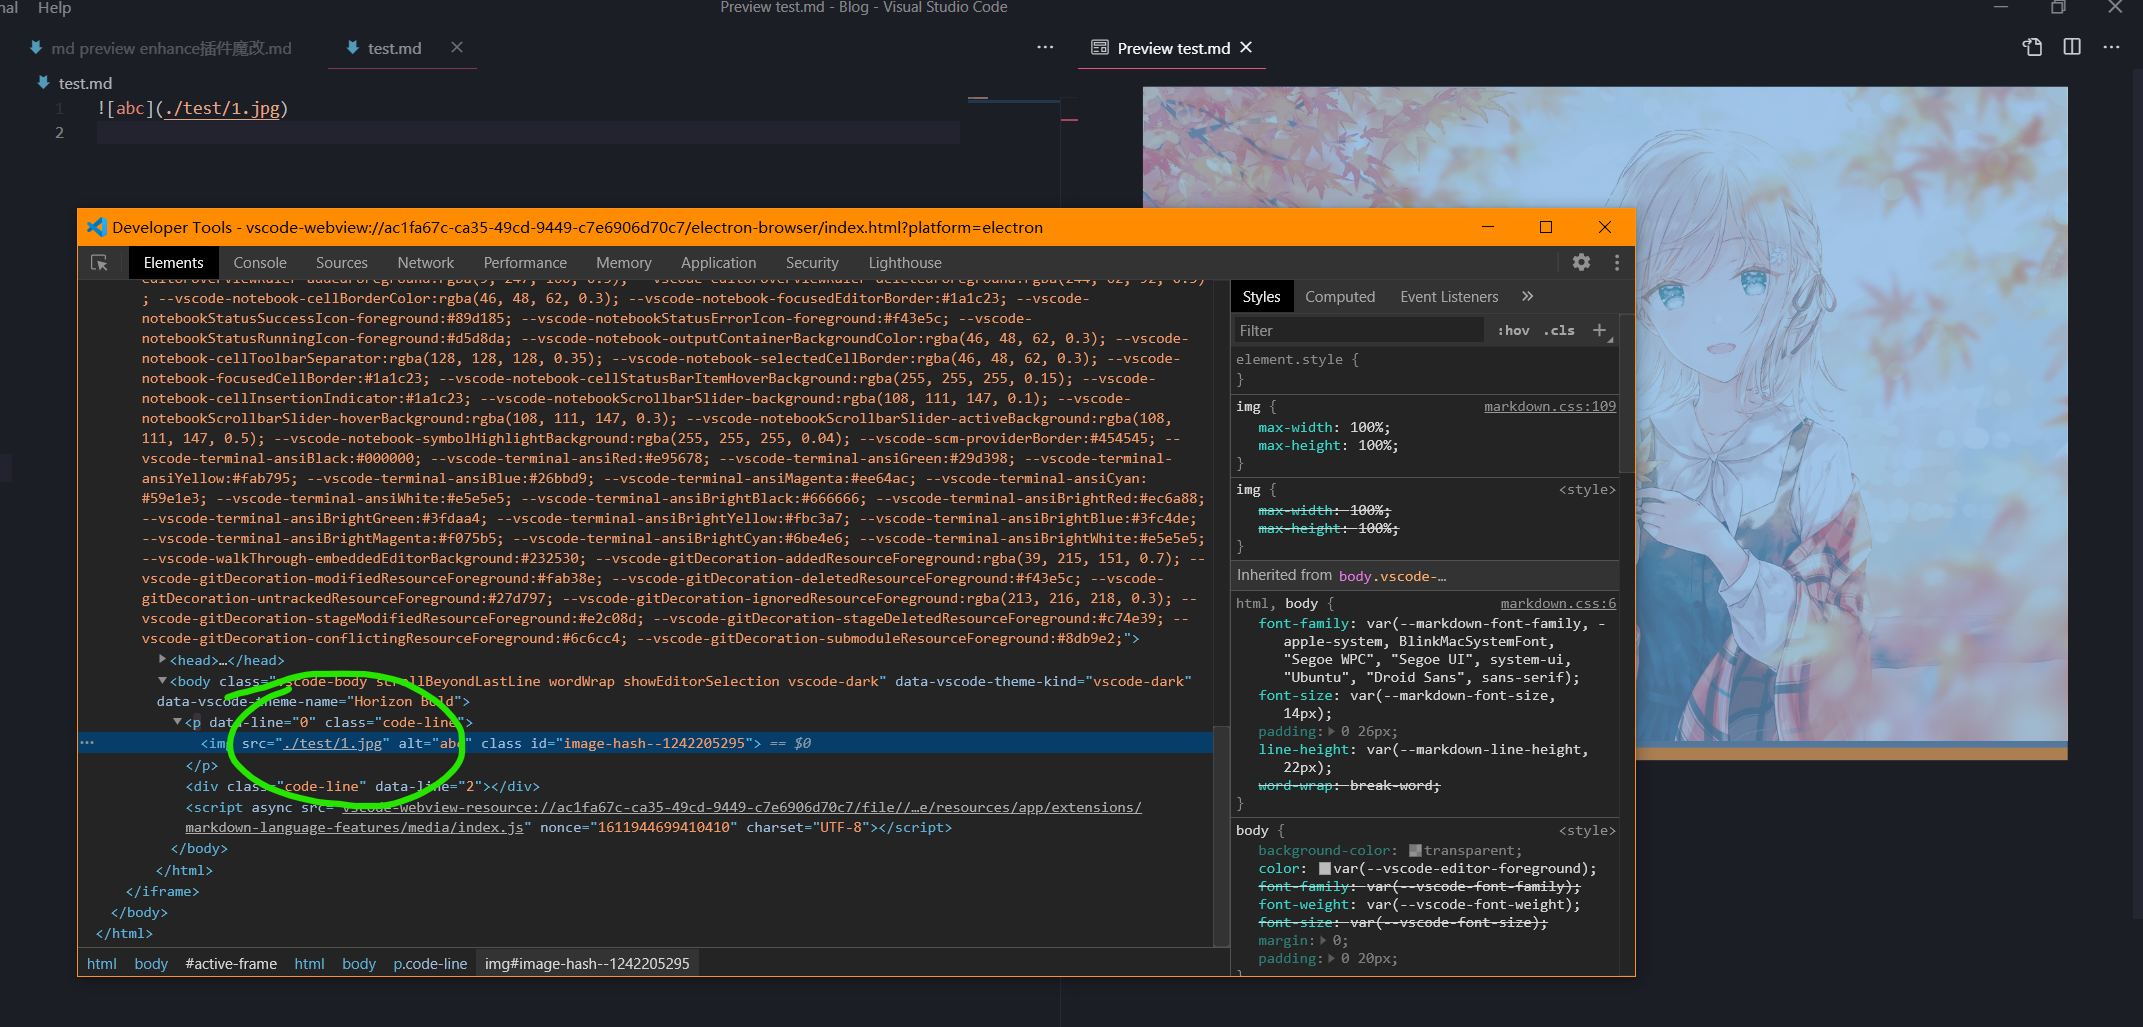 nal Help
Preview test.md - Blog - Visual Studio Code
md preview enhance插件魔改.md
test.md
Preview test.md
test.md
1 ![abc](./test/1.jpg)
2
Developer Tools - vscode-webview://ac1fa67c-ca35-49cd-9449-c7e6906d70c7/electron-browser/index.html?platform=electron
Elements Console Sources Network Performance Memory Application Security Lighthouse
; --vscode-notebook-cellBorderColor:rgba(46, 48, 62, 0.3); --vscode-notebook-focusedEditorBorder:#1a1c23; --vscode-
notebookStatusSuccessIcon-foreground:#89d185; --vscode-notebookStatusErrorIcon-foreground:#f43e5c; --vscode-
notebookStatusRunningIcon-foreground:#d5d8da; --vscode-notebook-outputContainerBackgroundColor:rgba(46, 48, 62, 0.3); --vscode-
notebook-cellToolbarSeparator:rgba(128, 128, 128, 0.35); --vscode-notebook-selectedCellBorder:rgba(46, 48, 62, 0.3); --vscode-
notebook-focusedCellBorder:#1a1c23; --vscode-notebook-cellStatusBarItemHoverBackground:rgba(255, 255, 255, 0.15); --vscode-
notebook-cellInsertionIndicator:#1a1c23; --vscode-notebookScrollbarSlider-background:rgba(108, 111, 147, 0.1); --vscode-
notebookScrollbarSlider-hoverBackground:rgba(108, 111, 147, 0.3); --vscode-notebookScrollbarSlider-activeBackground:rgba(108,
111, 147, 0.5); --vscode-notebook-symbolHighlightBackground:rgba(255, 255, 255, 0.04); --vscode-scm-providerBorder:#454545; --
vscode-terminal-ansiBlack:#000000; --vscode-terminal-ansiRed:#e95678; --vscode-terminal-ansiGreen:#29d398; --vscode-terminal-
ansiYellow:#fab795; --vscode-terminal-ansiBlue:#26bbd9; --vscode-terminal-ansiMagenta:#ee64ac; --vscode-terminal-ansiCyan:
#59e1e3; --vscode-terminal-ansiWhite:#e5e5e5; --vscode-terminal-ansiBrightBlack:#666666; --vscode-terminal-ansiBrightRed:#ec6a88;
--vscode-terminal-ansiBrightGreen:#3fdaa4; --vscode-terminal-ansiBrightYellow:#fbc3a7; --vscode-terminal-ansiBrightBlue:#3fc4de;
--vscode-terminal-ansiBrightMagenta:#f075b5; --vscode-terminal-ansiBrightCyan:#6be4e6; --vscode-terminal-ansiBrightWhite:#e5e5e5;
--vscode-walkThrough-embeddedEditorBackground:#232530; --vscode-gitDecoration-addedResourceForeground:rgba(39, 215, 151, 0.7); --
vscode-gitDecoration-modifiedResourceForeground:#fab38e; --vscode-gitDecoration-deletedResourceForeground:#f43e5c; --vscode-
gitDecoration-untrackedResourceForeground:#27d797; --vscode-gitDecoration-ignoredResourceForeground:rgba(213, 216, 218, 0.3); --
vscode-gitDecoration-stageModifiedResourceForeground:#e2c08d; --vscode-gitDecoration-stageDeletedResourceForeground:#c74e39; --
vscode-gitDecoration-conflictingResourceForeground:#6c6cc4; --vscode-gitDecoration-submoduleResourceForeground:#8db9e2;">
<head>…</head>
<body class="vscode-body scrollBeyondLastLine wordWrap showEditorSelection vscode-dark" data-vscode-theme-kind="vscode-dark"
data-vscode-theme-name="Horizon Bold">
<p data-line="0" class="code-line">
<img src="./test/1.jpg" alt="abc" class id="image-hash--1242205295"> == $0
</p>
<div class="code-line" data-line="2"></div>
<script async src="vscode-webview-resource://ac1fa67c-ca35-49cd-9449-c7e6906d70c7/file//…e/resources/app/extensions/
markdown-language-features/media/index.js" nonce="1611944699410410" charset="UTF-8"></script>
</body>
</html>
</iframe>
</body>
</html>
html body #active-frame html body p.code-line img#image-hash--1242205295
Styles Computed Event Listeners »
Filter :hov .cls +
element.style {
}
img { markdown.css:109
max-width: 100%;
max-height: 100%;
}
img { <style>
max-width: 100%;
max-height: 100%;
}
Inherited from body.vscode-…
html, body { markdown.css:6
font-family: var(--markdown-font-family, -
apple-system, BlinkMacSystemFont,
"Segoe WPC", "Segoe UI", system-ui,
"Ubuntu", "Droid Sans", sans-serif);
font-size: var(--markdown-font-size,
14px);
padding: 0 26px;
line-height: var(--markdown-line-height,
22px);
word-wrap: break-word;
}
body { <style>
background-color: transparent;
color: var(--vscode-editor-foreground);
font-family: var(--vscode-font-family);
font-weight: var(--vscode-font-weight);
font-size: var(--vscode-font-size);
margin: 0;
padding: 0 20px;